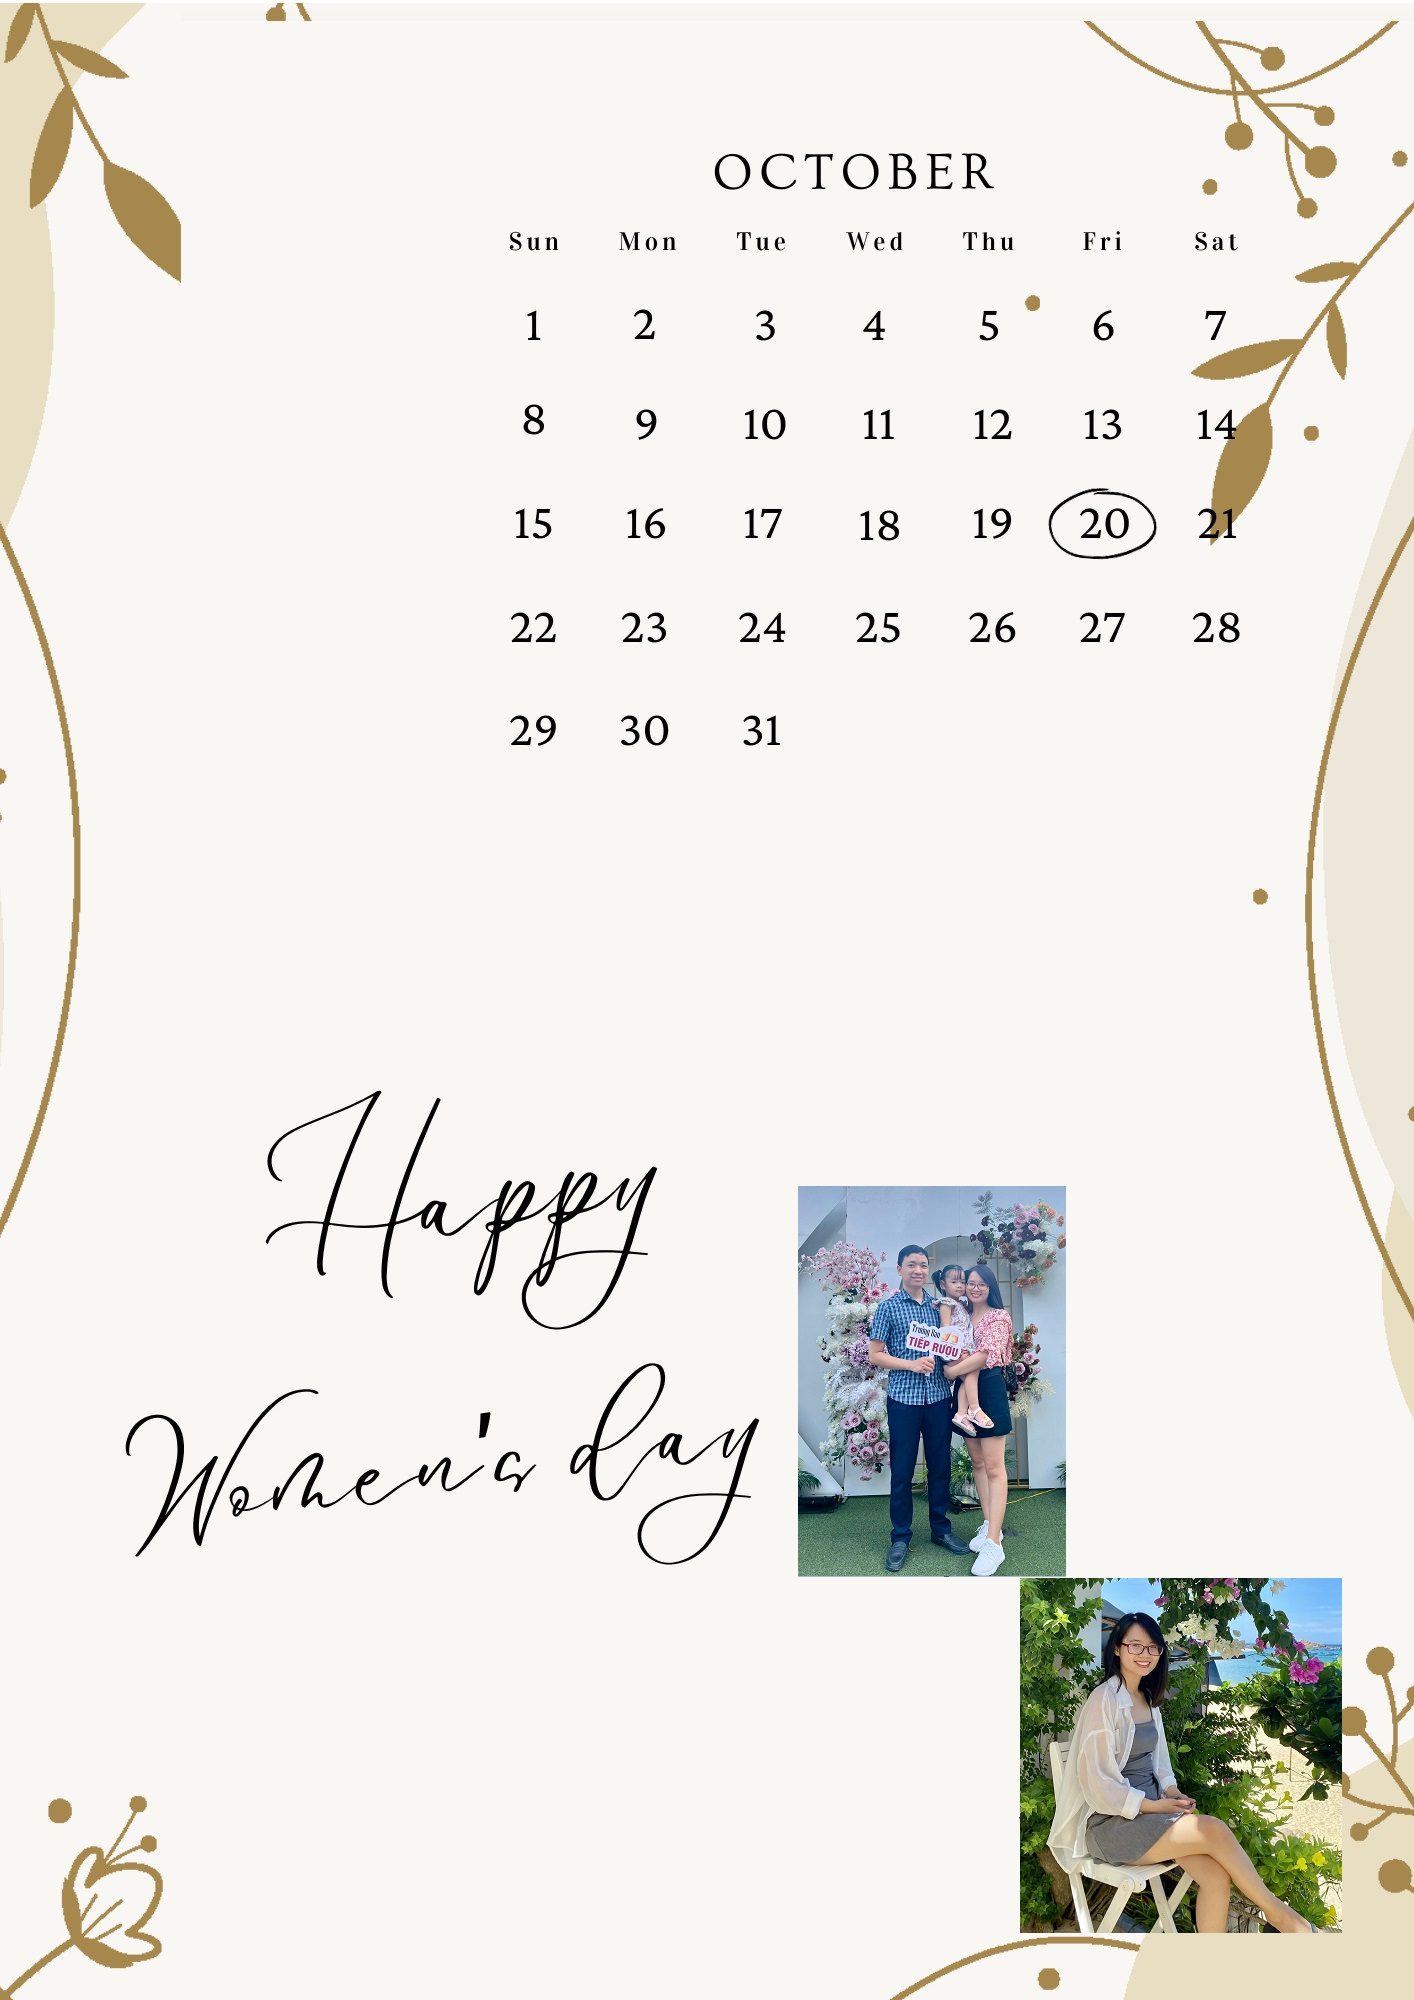 OCTOBER
Sun Mon Tue Wed Thu Fri Sat
1 2 3 4 5 6 7
8 9 10 11 12 13 14
15 16 17 18 19 20 21
22 23 24 25 26 27 28
29 30 31
Happy
Women's day
TIẾP RƯỢU